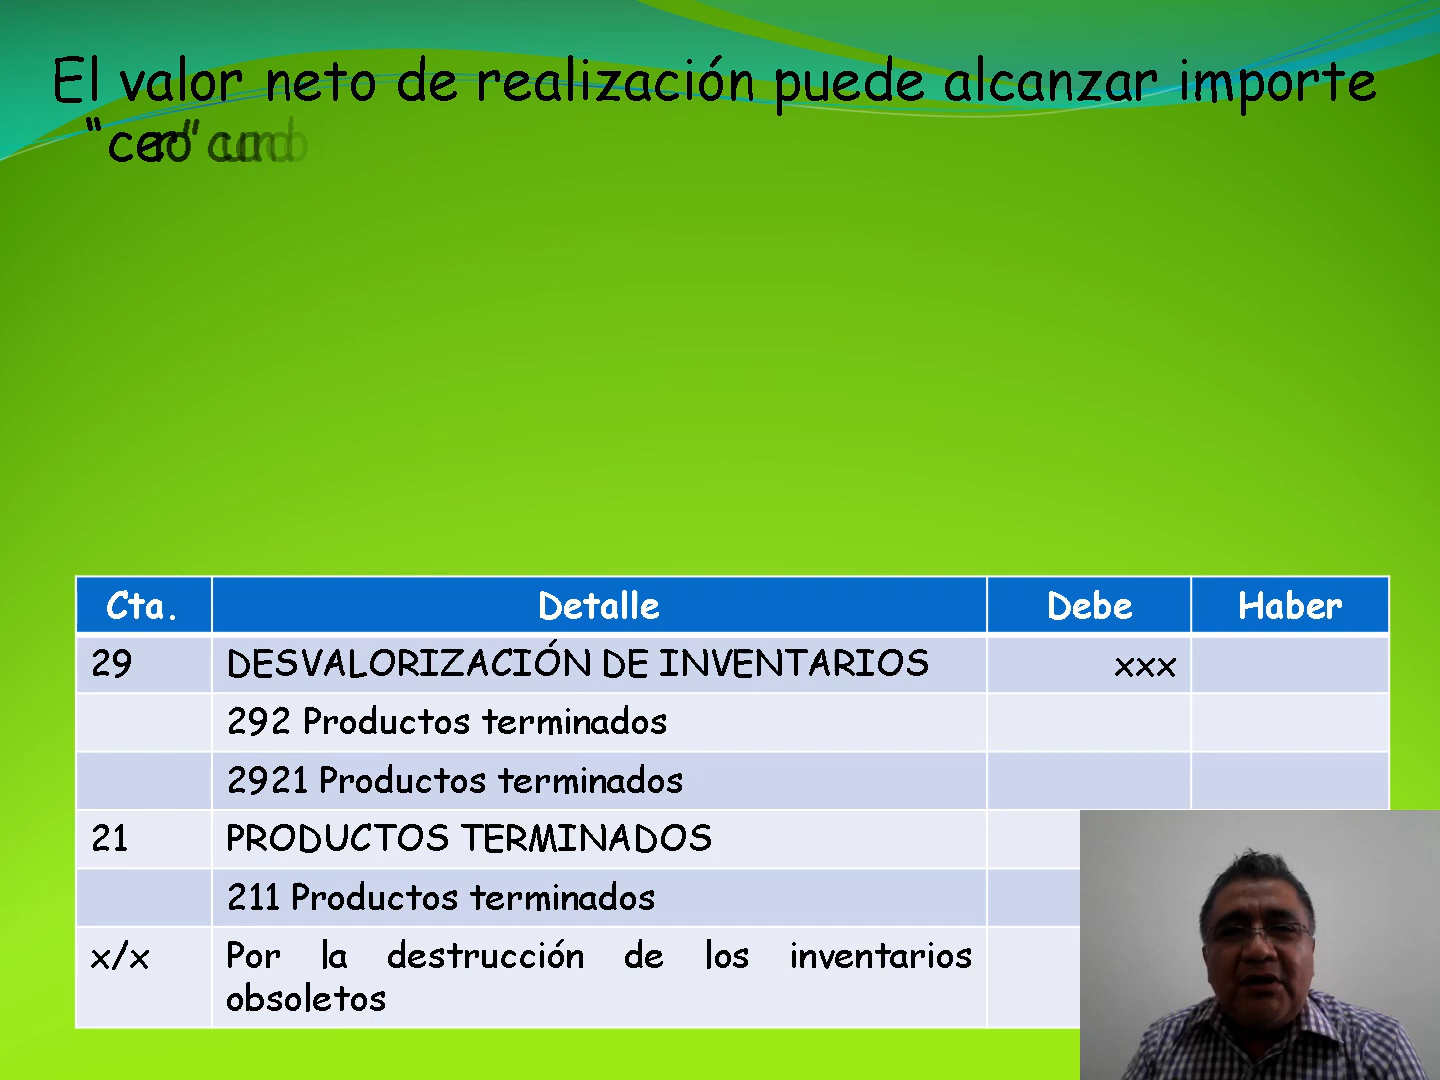 El valor neto de realización puede alcanzar importe
"cero"
Cta. Detalle Debe Haber
29 DESVALORIZACIÓN DE INVENTARIOS xxx
292 Productos terminados
2921 Productos terminados
21 PRODUCTOS TERMINADOS
211 Productos terminados
x/x Por la destrucción de los inventarios
obsoletos